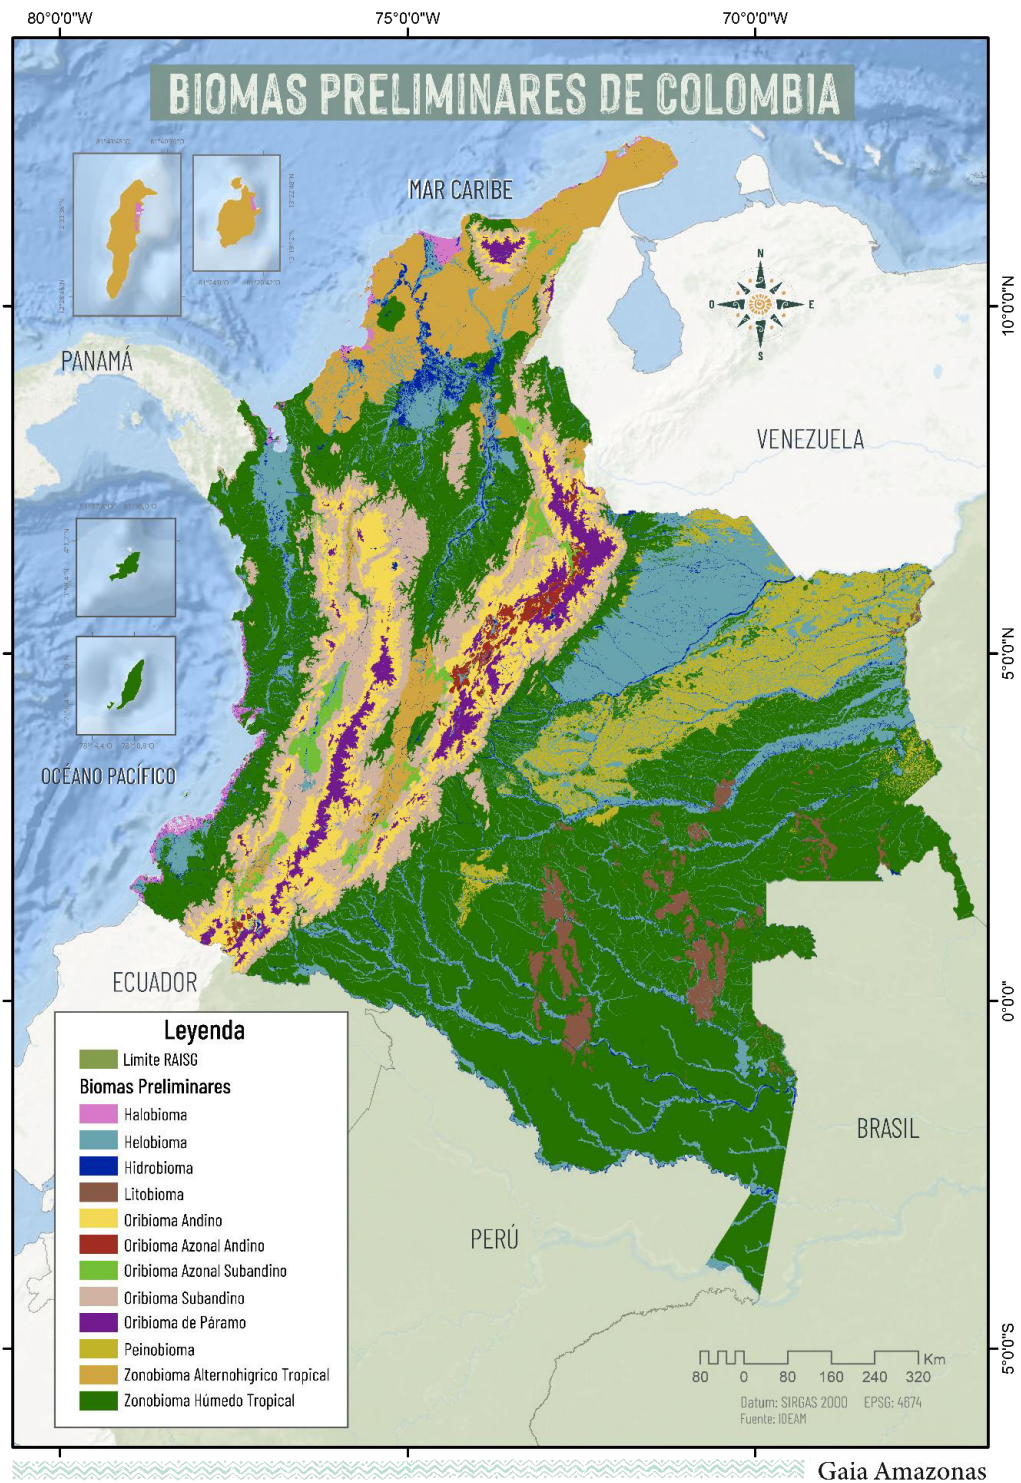 80°0'0"W
75°0'0"W
70°0'0"W
BIOMAS PRELIMINARES DE COLOMBIA
MAR CARIBE
N
O
E
S
10°0'0"N
PANAMÁ
VENEZUELA
5°0'0"N
OCÉANO PACÍFICO
ECUADOR
0°0'0"
Leyenda
Límite RAISG
Biomas Preliminares
Halobioma
Helobioma
Hidrobioma
Litobioma
Oribioma Andino
Oribioma Azonal Andino
Oribioma Azonal Subandino
Oribioma Subandino
Oribioma de Páramo
Peinobioma
Zonobioma Alternohigrico Tropical
Zonobioma Húmedo Tropical
BRASIL
PERÚ
5°0'0"S
Km
80 0 80 160 240 320
Datum: SIRGAS 2000 EPSG: 4674
Fuente: IDEAM
Gaia Amazonas